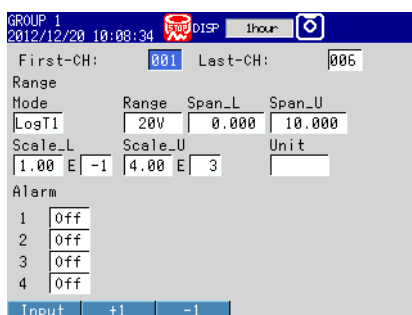 GROUP 1
2012/12/20 10:08:34 STOP DISP 1hour
First-CH: 001 Last-CH: 006
Range
Mode Range Span_L Span_U
LogT1 20V 0.000 10.000
Scale_L Scale_U Unit
1.00 E -1 4.00 E 3
Alarm
1 Off
2 Off
3 Off
4 Off
Input +1 -1